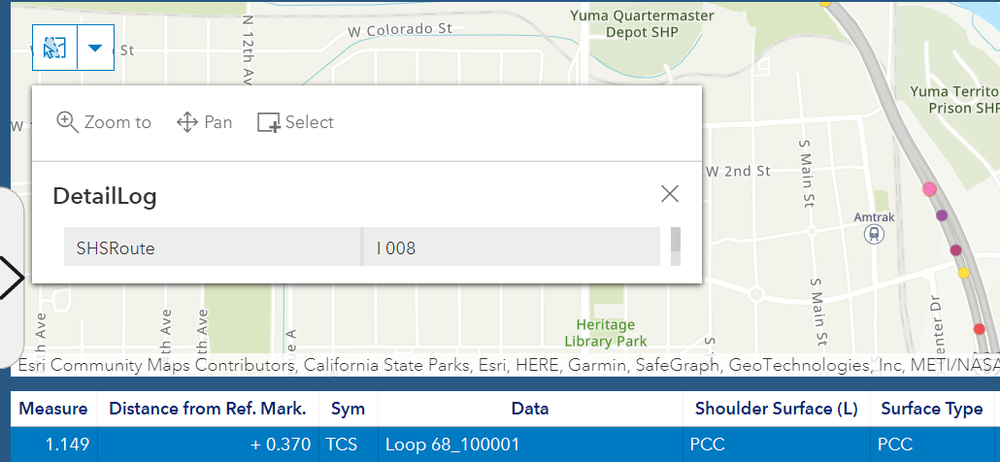 Yuma Quartermaster
Depot SHP
W Colorado St
N 12th Av
St
Yuma Territo
Prison SHP
W
Zoom to
Pan
Select
W 2nd St
S Main St
DetailLog
Amtrak
SHSRoute
I 008
S Main St
Heritage
Library Park
th Ave
th Ave
th Ave
ue A
S
enter Dr
Esri Community Maps Contributors, California State Parks, Esri, HERE, Garmin, SafeGraph, GeoTechnologies, Inc, METI/NASA
Measure Distance from Ref. Mark. Sym Data Shoulder Surface (L) Surface Type
1.149 + 0.370 TCS Loop 68_100001 PCC PCC